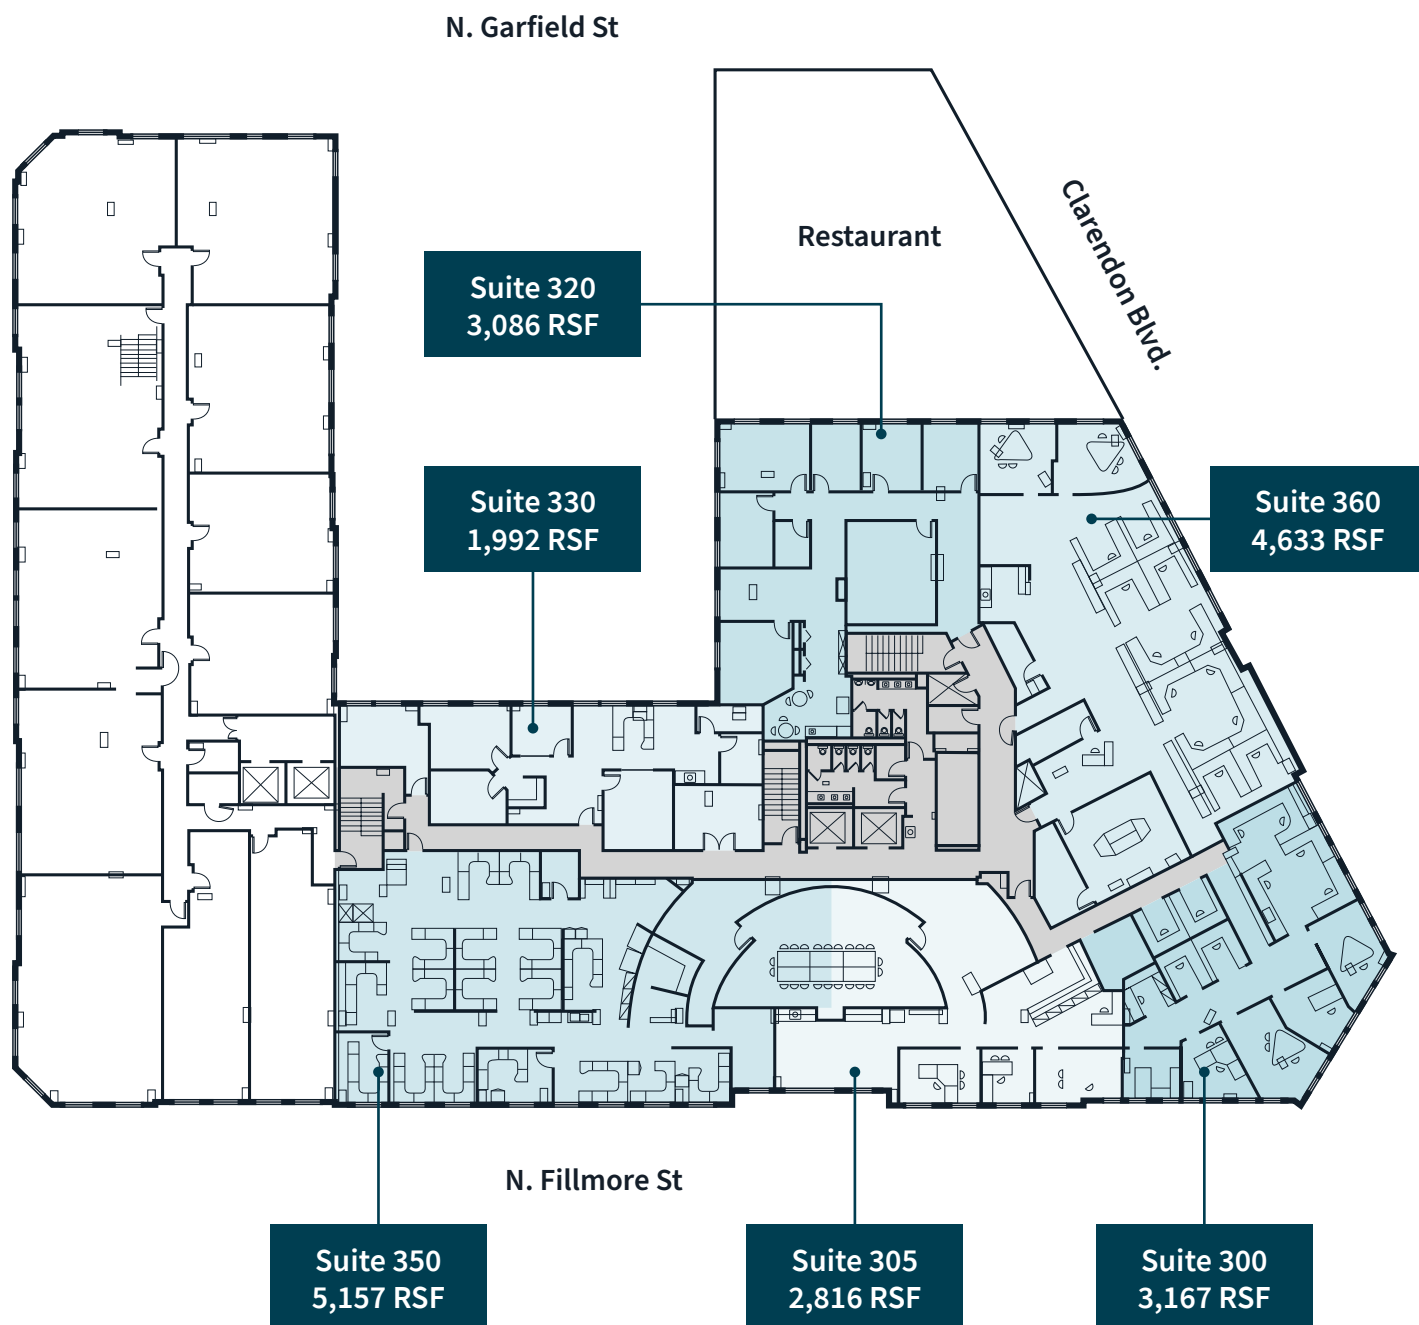 N. Garfield St
Clarendon Blvd.
Restaurant
Suite 320
3,086 RSF
Suite 330
1,992 RSF
Suite 360
4,633 RSF
N. Fillmore St
Suite 350
5,157 RSF
Suite 305
2,816 RSF
Suite 300
3,167 RSF